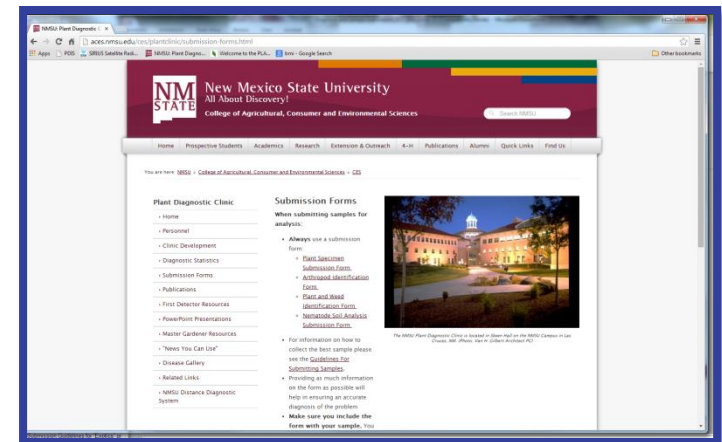 NMSU: Plant Diagnostic C
aces.nmsu.edu/ces/plantclinic/submission-forms.html
Apps POS SIRIUS Satellite Radi... NMSU: Plant Diagno... Welcome to the PLA... - Google Search Other bookmarks
NM
STATE
New Mexico State University
All About Discovery!
College of Agricultural, Consumer and Environmental Sciences
Search NMSU
Home Prospective Students Academics Research Extension & Outreach 4-H Publications Alumni Quick Links Find Us
You are here: NMSU » College of Agricultural, Consumer and Environmental Sciences » CES
Plant Diagnostic Clinic
› Home
› Personnel
› Clinic Development
› Diagnostic Statistics
› Submission Forms
› Publications
› First Detector Resources
› PowerPoint Presentations
› Master Gardener Resources
› "News You Can Use"
› Disease Gallery
› Related Links
› NMSU Distance Diagnostic
System
Submission Forms
When submitting samples for
analysis:
• Always use a submission
form:
Plant Specimen
Submission Form.
Arthropod Identification
Form.
Plant and Weed
Identification Form.
Nematode Soil Analysis
Submission Form.
• For information on how to
collect the best sample please
see the Guidelines For
Submitting Samples.
• Providing as much information
on the form as possible will
help in ensuring an accurate
diagnosis of the problem
• Make sure you include the
form with your sample. You
The NMSU Plant Diagnostic Clinic is located in Skeen Hall on the NMSU Campus in Las
Cruces, NM. (Photo: Van H. Gilbert Architect PC)